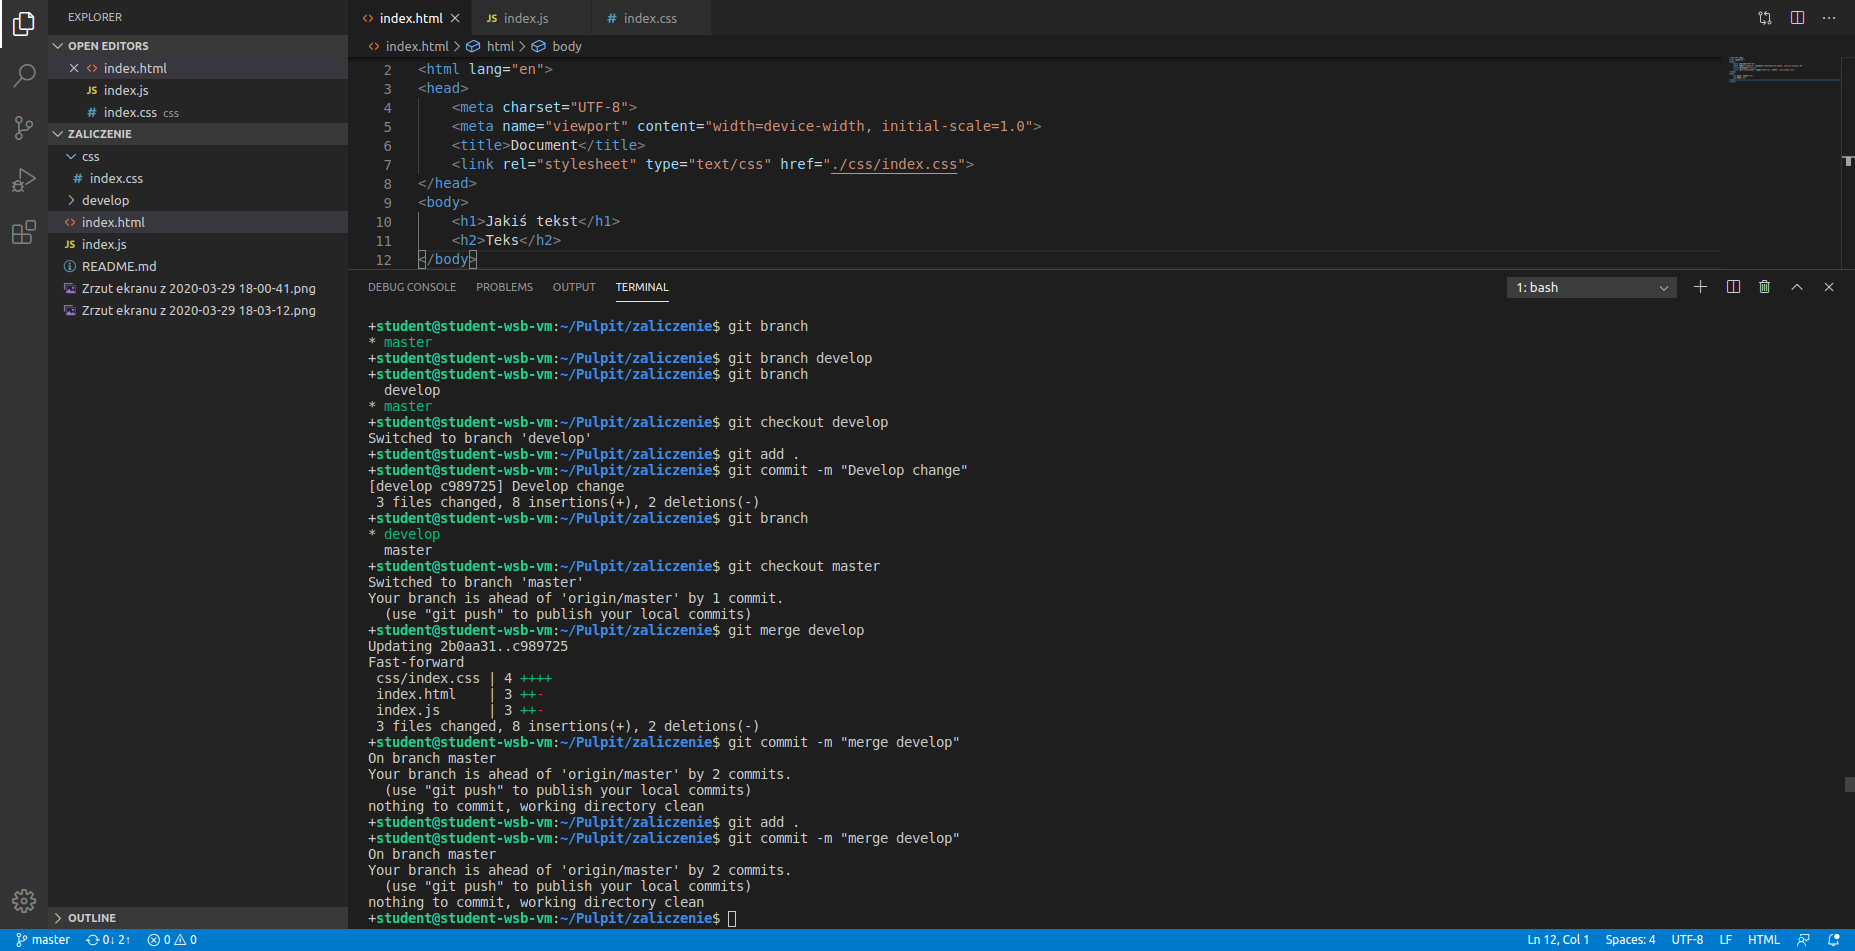 EXPLORER
OPEN EDITORS
index.html
JS index.js
# index.css css
ZALICZENIE
css
# index.css
develop
<> index.html
JS index.js
README.md
Zrzut ekranu z 2020-03-29 18-00-41.png
Zrzut ekranu z 2020-03-29 18-03-12.png
OUTLINE
<> index.html JS index.js # index.css
<> index.html > html > body
2 <html lang="en">
3 <head>
4 <meta charset="UTF-8">
5 <meta name="viewport" content="width=device-width, initial-scale=1.0">
6 <title>Document</title>
7 <link rel="stylesheet" type="text/css" href="./css/index.css">
8 </head>
9 <body>
10 <h1>Jakiś tekst</h1>
11 <h2>Teks</h2>
12 </body>
DEBUG CONSOLE PROBLEMS OUTPUT TERMINAL 1: bash
+student@student-wsb-vm:~/Pulpit/zaliczenie$ git branch
* master
+student@student-wsb-vm:~/Pulpit/zaliczenie$ git branch develop
+student@student-wsb-vm:~/Pulpit/zaliczenie$ git branch
develop
* master
+student@student-wsb-vm:~/Pulpit/zaliczenie$ git checkout develop
Switched to branch 'develop'
+student@student-wsb-vm:~/Pulpit/zaliczenie$ git add .
+student@student-wsb-vm:~/Pulpit/zaliczenie$ git commit -m "Develop change"
[develop c989725] Develop change
3 files changed, 8 insertions(+), 2 deletions(-)
+student@student-wsb-vm:~/Pulpit/zaliczenie$ git branch
* develop
master
+student@student-wsb-vm:~/Pulpit/zaliczenie$ git checkout master
Switched to branch 'master'
Your branch is ahead of 'origin/master' by 1 commit.
(use "git push" to publish your local commits)
+student@student-wsb-vm:~/Pulpit/zaliczenie$ git merge develop
Updating 2b0aa31..c989725
Fast-forward
css/index.css | 4 ++++
index.html | 3 ++-
index.js | 3 ++-
3 files changed, 8 insertions(+), 2 deletions(-)
+student@student-wsb-vm:~/Pulpit/zaliczenie$ git commit -m "merge develop"
On branch master
Your branch is ahead of 'origin/master' by 2 commits.
(use "git push" to publish your local commits)
nothing to commit, working directory clean
+student@student-wsb-vm:~/Pulpit/zaliczenie$ git add .
+student@student-wsb-vm:~/Pulpit/zaliczenie$ git commit -m "merge develop"
On branch master
Your branch is ahead of 'origin/master' by 2 commits.
(use "git push" to publish your local commits)
nothing to commit, working directory clean
+student@student-wsb-vm:~/Pulpit/zaliczenie$
master 0↓ 2↑ 0 0 Ln 12, Col 1 Spaces: 4 UTF-8 LF HTML